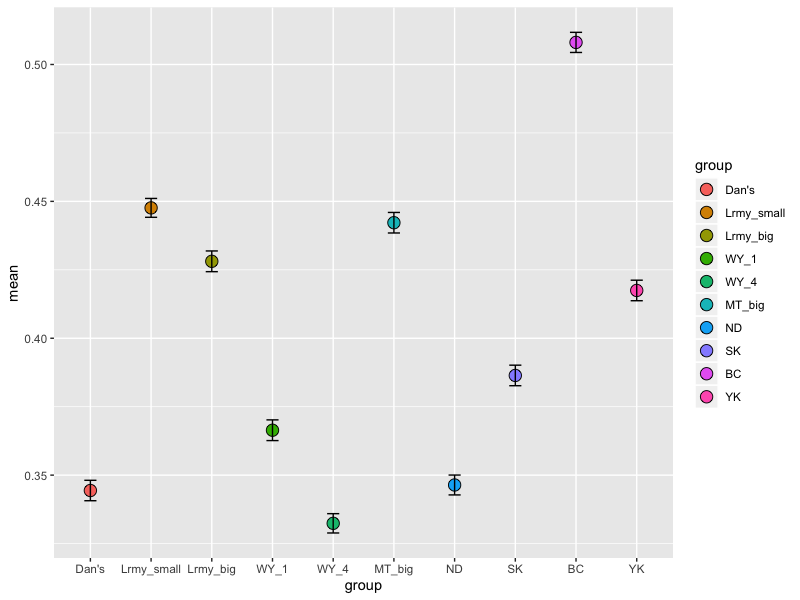 mean
0.50
0.45
0.40
0.35
Dan's Lrmy_small Lrmy_big WY_1 WY_4 MT_big ND SK BC YK
group
group
Dan's
Lrmy_small
Lrmy_big
WY_1
WY_4
MT_big
ND
SK
BC
YK